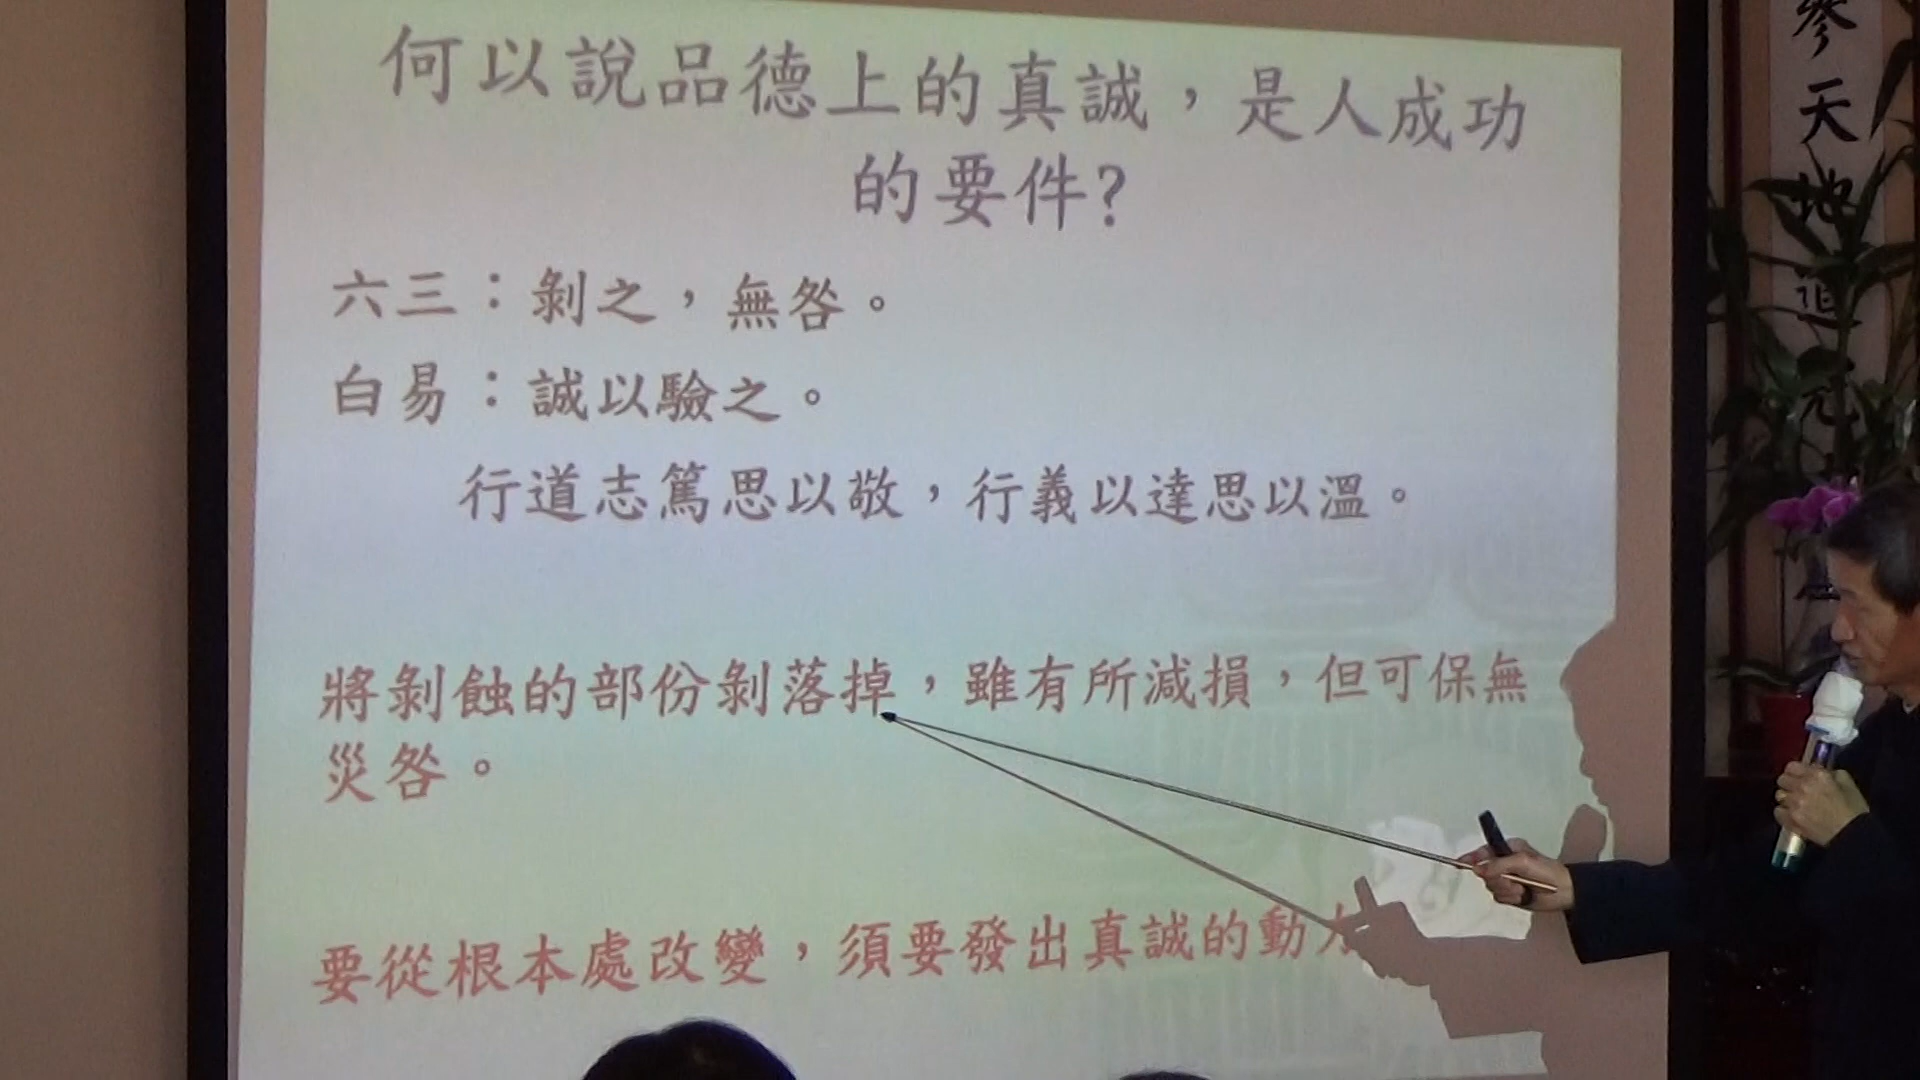 何以說品德上的真誠，是人成功
的要件?
六三：剝之，無咎。
白易：誠以驗之。
行道志篤思以敬，行義以達思以溫。
將剝蝕的部份剝落掉，雖有所減損，但可保無
災咎。
要從根本處改變，須要發出真誠的動力
參天地